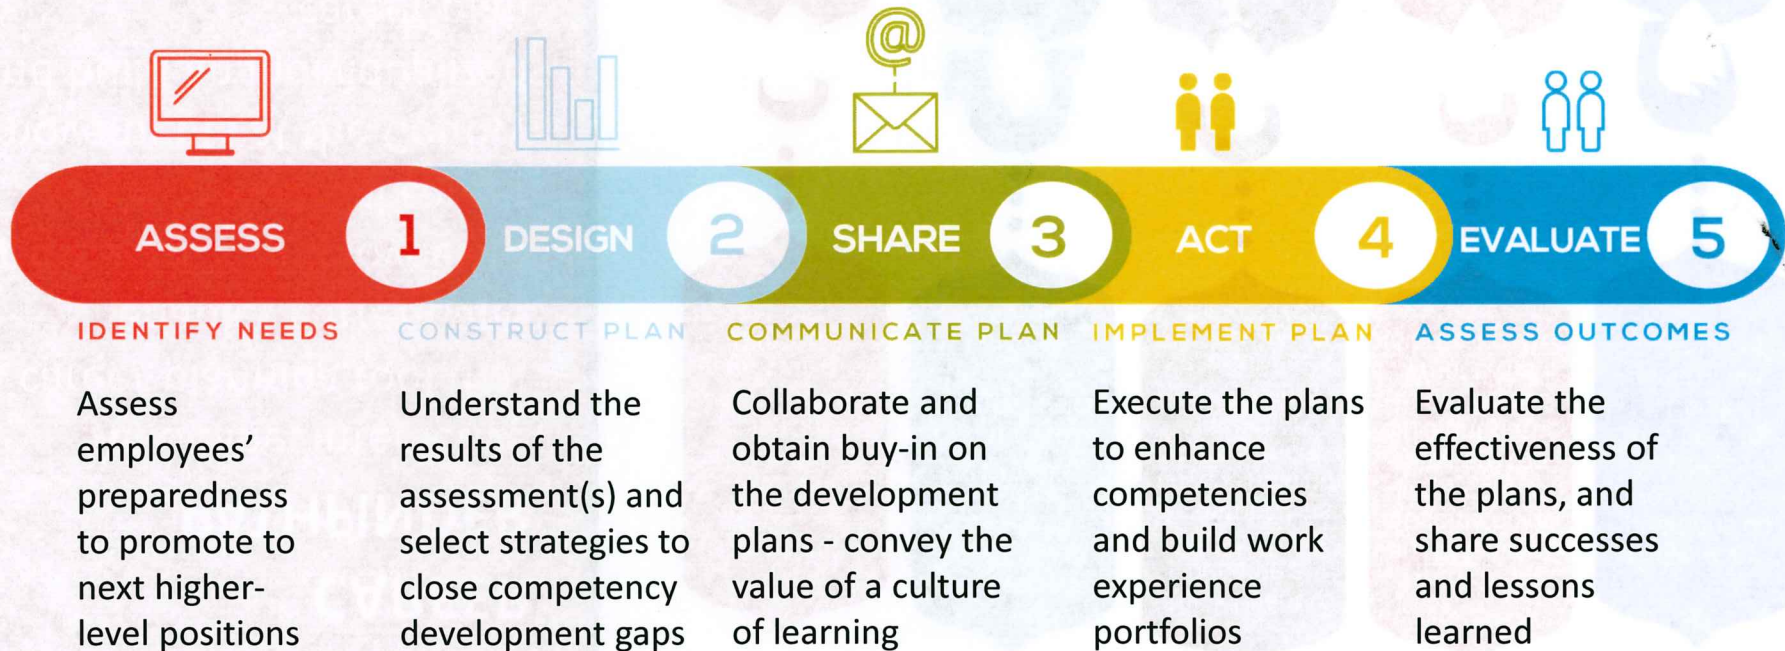 @
ASSESS 1 DESIGN 2 SHARE 3 ACT 4 EVALUATE 5
IDENTIFY NEEDS
Assess
employees'
preparedness
to promote to
next higher-
level positions
CONSTRUCT PLAN
Understand the
results of the
assessment(s) and
select strategies to
close competency
development gaps
COMMUNICATE PLAN
Collaborate and
obtain buy-in on
the development
plans - convey the
value of a culture
of learning
IMPLEMENT PLAN
Execute the plans
to enhance
competencies
and build work
experience
portfolios
ASSESS OUTCOMES
Evaluate the
effectiveness of
the plans, and
share successes
and lessons
learned